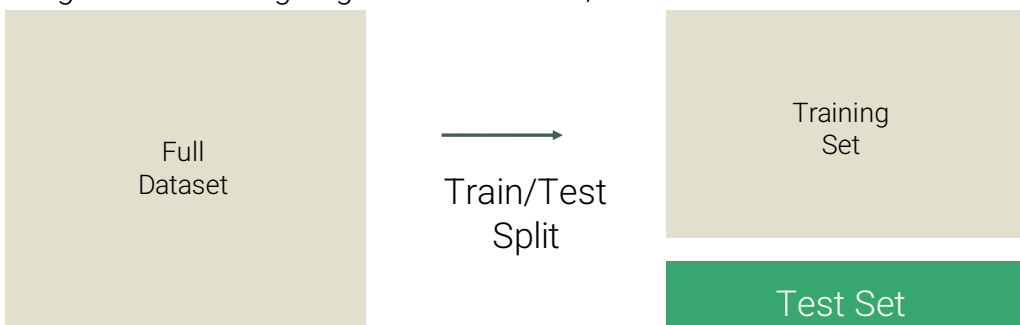 Full
Dataset
Train/Test
Split
Training
Set
Test Set